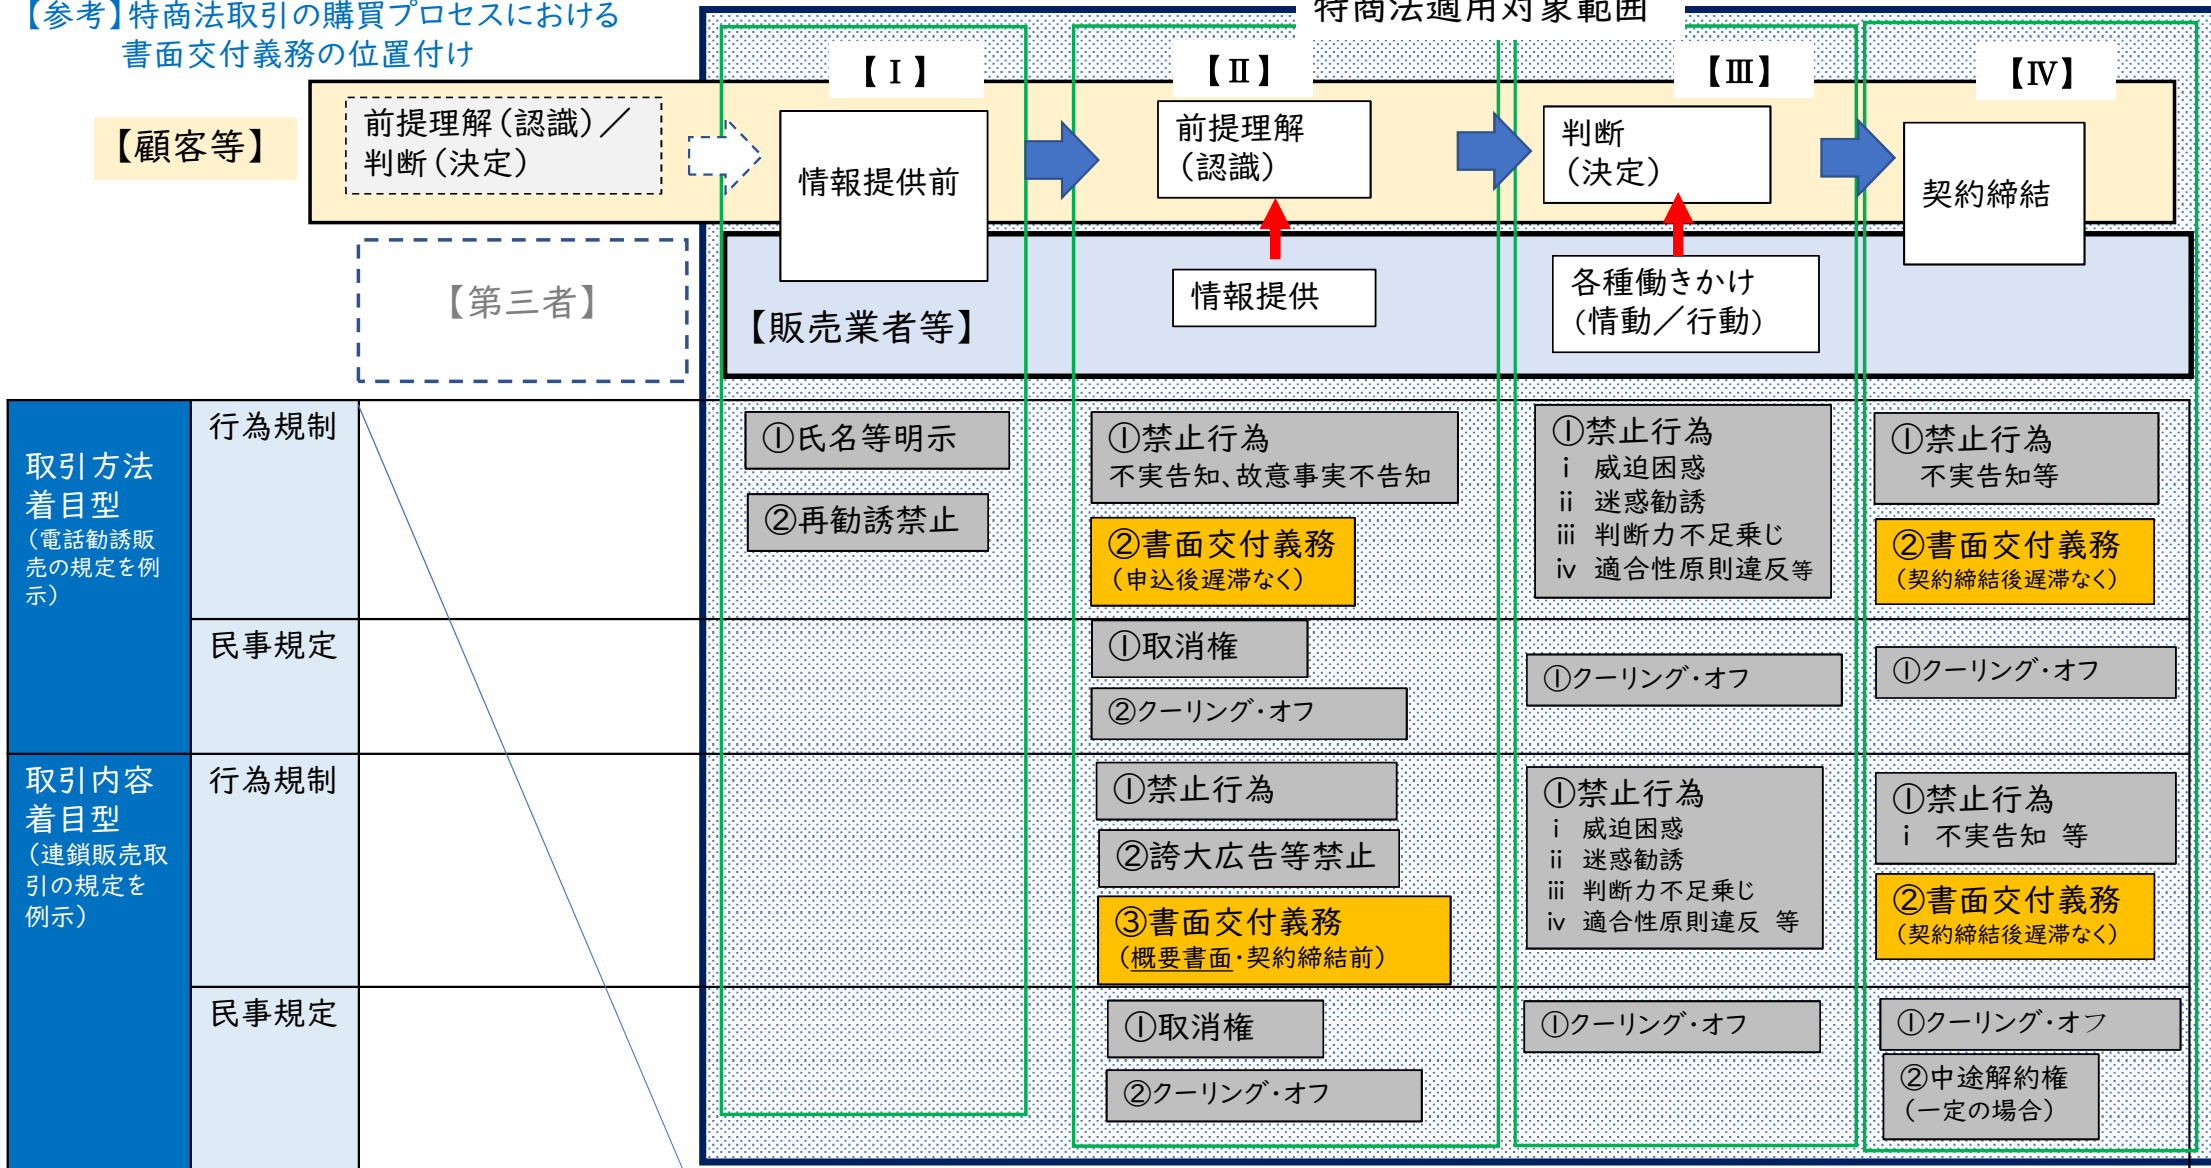 【参考】特商法取引の購買プロセスにおける
書面交付義務の位置付け
特商法適用対象範囲
【Ⅰ】
【Ⅱ】
【Ⅲ】
【Ⅳ】
【顧客等】
前提理解（認識）／
判断（決定）
情報提供前
前提理解
（認識）
判断
（決定）
契約締結
【第三者】
【販売業者等】
情報提供
各種働きかけ
（情動／行動）
取引方法
着目型
（電話勧誘販
売の規定を例
示）
行為規制
①氏名等明示
②再勧誘禁止
①禁止行為
不実告知、故意事実不告知
②書面交付義務
（申込後遅滞なく）
①禁止行為
ⅰ 威迫困惑
ⅱ 迷惑勧誘
ⅲ 判断力不足乗じ
ⅳ 適合性原則違反等
①禁止行為
不実告知等
②書面交付義務
（契約締結後遅滞なく）
民事規定
①取消権
②クーリング・オフ
①クーリング・オフ
①クーリング・オフ
取引内容
着目型
（連鎖販売取
引の規定を
例示）
行為規制
①禁止行為
②誇大広告等禁止
③書面交付義務
（概要書面・契約締結前）
①禁止行為
ⅰ 威迫困惑
ⅱ 迷惑勧誘
ⅲ 判断力不足乗じ
ⅳ 適合性原則違反 等
①禁止行為
ⅰ 不実告知 等
②書面交付義務
（契約締結後遅滞なく）
民事規定
①取消権
②クーリング・オフ
①クーリング・オフ
①クーリング・オフ
②中途解約権
（一定の場合）